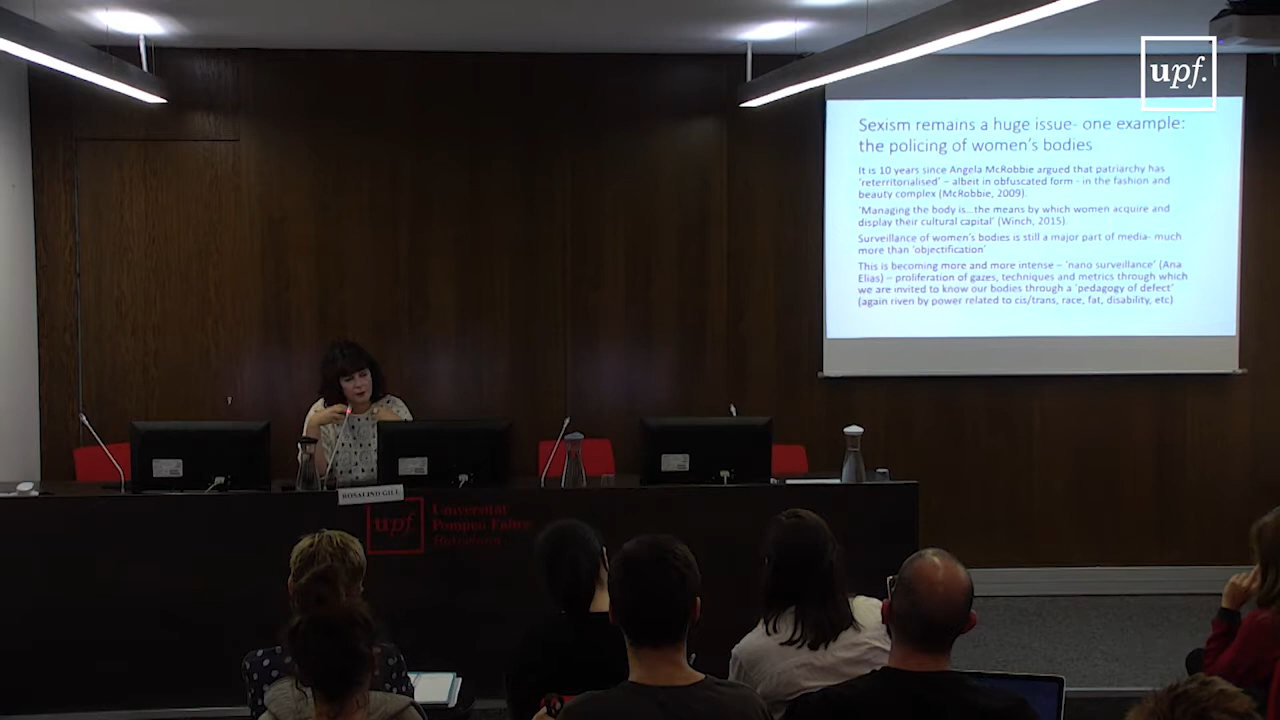 upf.
Sexism remains a huge issue- one example:
the policing of women's bodies
It is 10 years since Angela McRobbie argued that patriarchy has
'reterritorialised' – albeit in obfuscated form - in the fashion and
beauty complex (McRobbie, 2009).
'Managing the body is…the means by which women acquire and
display their cultural capital' (Winch, 2015).
Surveillance of women's bodies is still a major part of media- much
more than 'objectification'
This is becoming more and more intense – 'nano surveillance' (Ana
Elias) – proliferation of gazes, techniques and metrics through which
we are invited to know our bodies through a 'pedagogy of defect'
(again riven by power related to cis/trans, race, fat, disability, etc)
ROSALIND GILL
upf.
Universitat
Pompeu Fabra
Barcelona